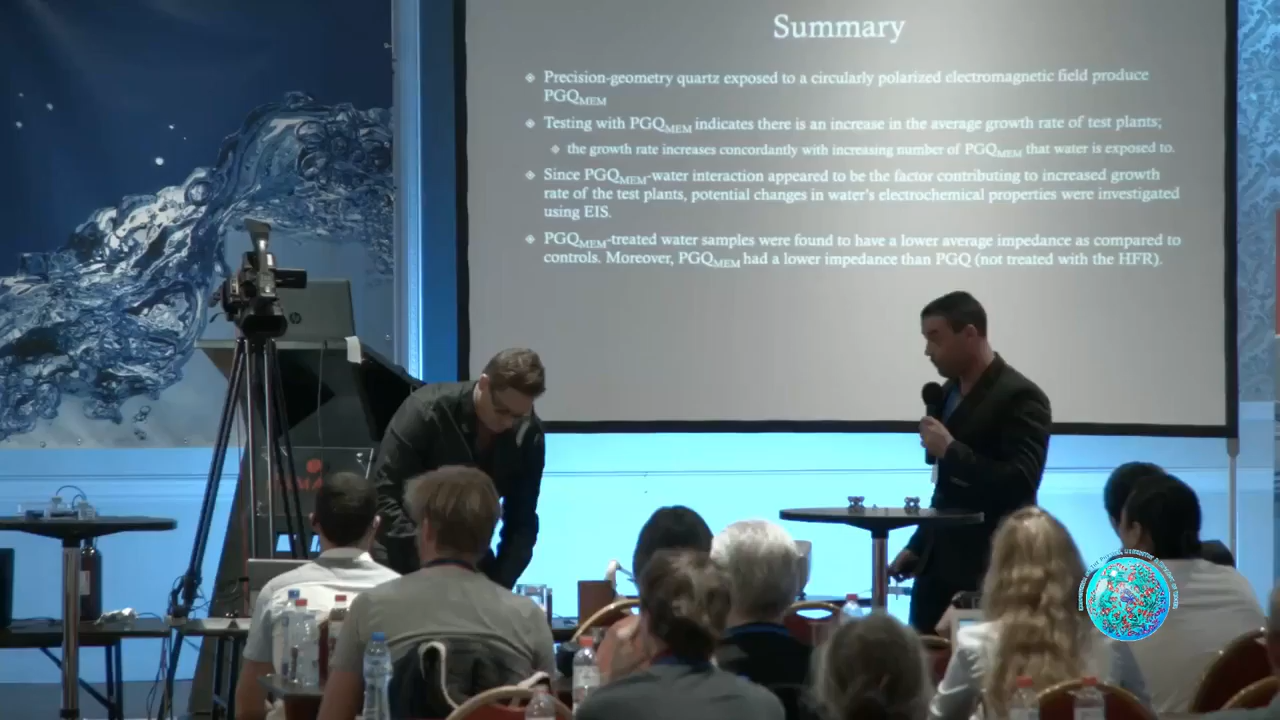 Summary
Precision-geometry quartz exposed to a circularly polarized electromagnetic field produce
PGQMEM
Testing with PGQMEM indicates there is an increase in the average growth rate of test plants;
the growth rate increases concordantly with increasing number of PGQMEM that water is exposed to.
Since PGQMEM-water interaction appeared to be the factor contributing to increased growth
rate of the test plants, potential changes in water's electrochemical properties were investigated
using EIS.
PGQMEM-treated water samples were found to have a lower average impedance as compared to
controls. Moreover, PGQMEM had a lower impedance than PGQ (not treated with the HFR).
hp